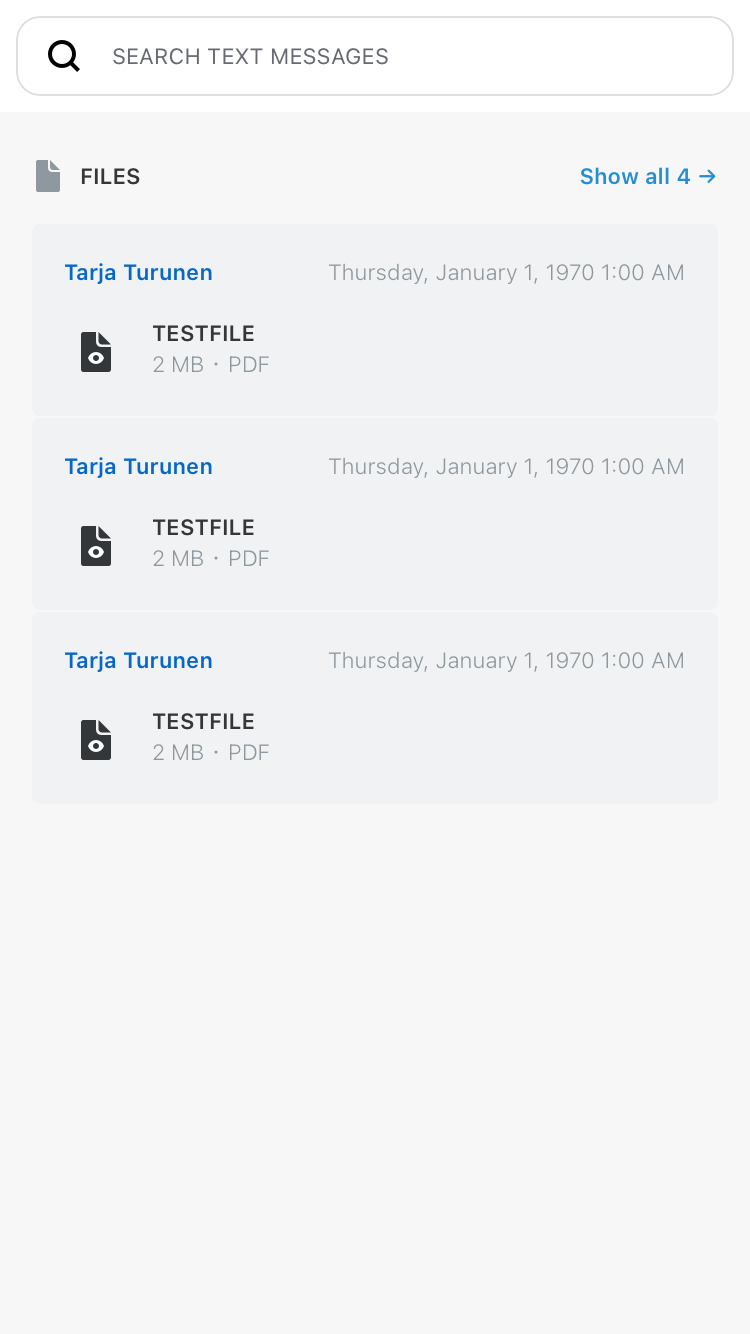 SEARCH TEXT MESSAGES
FILES
Show all 4 →
Tarja Turunen
Thursday, January 1, 1970 1:00 AM
TESTFILE
2 MB · PDF
Tarja Turunen
Thursday, January 1, 1970 1:00 AM
TESTFILE
2 MB · PDF
Tarja Turunen
Thursday, January 1, 1970 1:00 AM
TESTFILE
2 MB · PDF